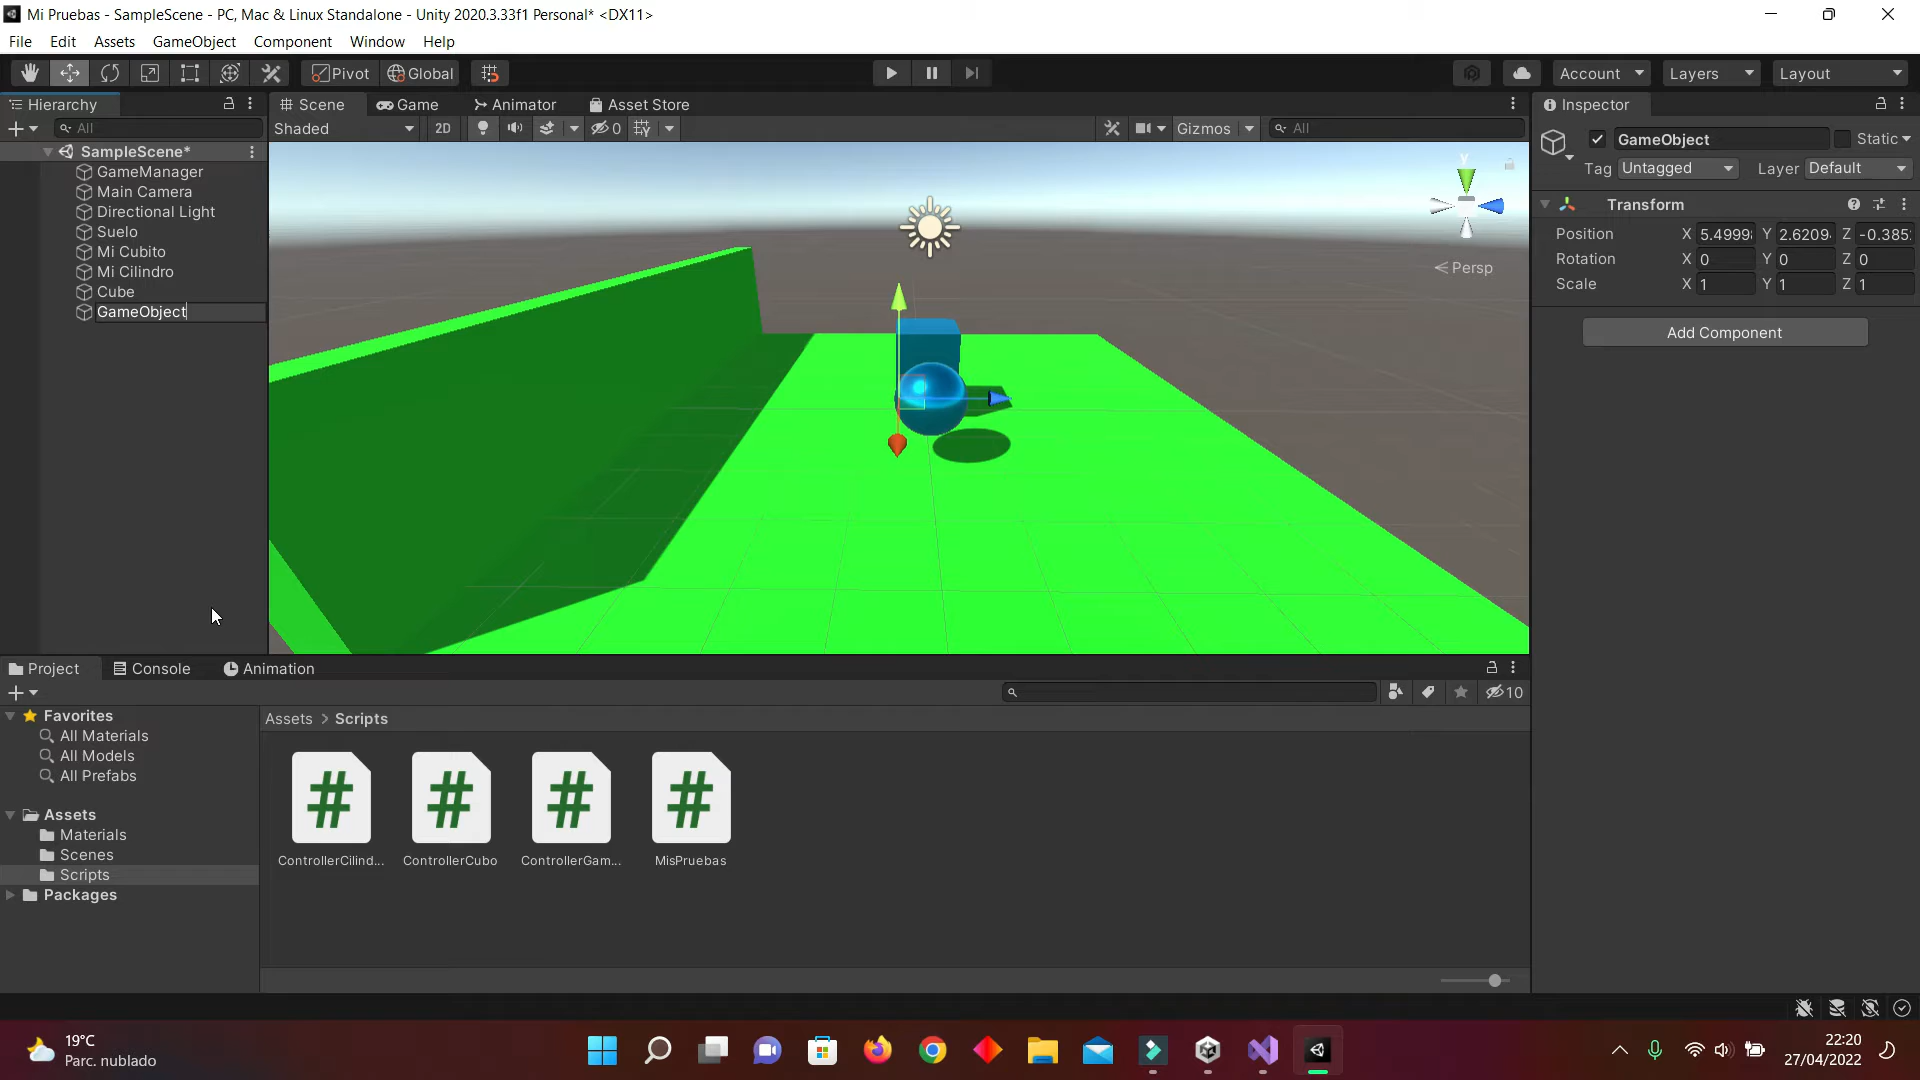 Mi Pruebas - SampleScene - PC, Mac & Linux Standalone - Unity 2020.3.33f1 Personal* <DX11>
File Edit Assets GameObject Component Window Help
Pivot Global Account Layers Layout
Hierarchy
All
SampleScene*
GameManager
Main Camera
Directional Light
Suelo
Mi Cubito
Mi Cilindro
Cube
GameObject
Scene Game Animator Asset Store
Shaded 2D 0 Gizmos All
y
Persp
Inspector
GameObject Static
Tag Untagged Layer Default
Transform
Position X 5.4999 Y 2.6209 Z -0.385
Rotation X 0 Y 0 Z 0
Scale X 1 Y 1 Z 1
Add Component
Project Console Animation
10
Favorites
All Materials
All Models
All Prefabs
Assets
Materials
Scenes
Scripts
Packages
Assets > Scripts
ControllerCilind... ControllerCubo ControllerGam... MisPruebas
19°C
Parc. nublado
22:20
27/04/2022